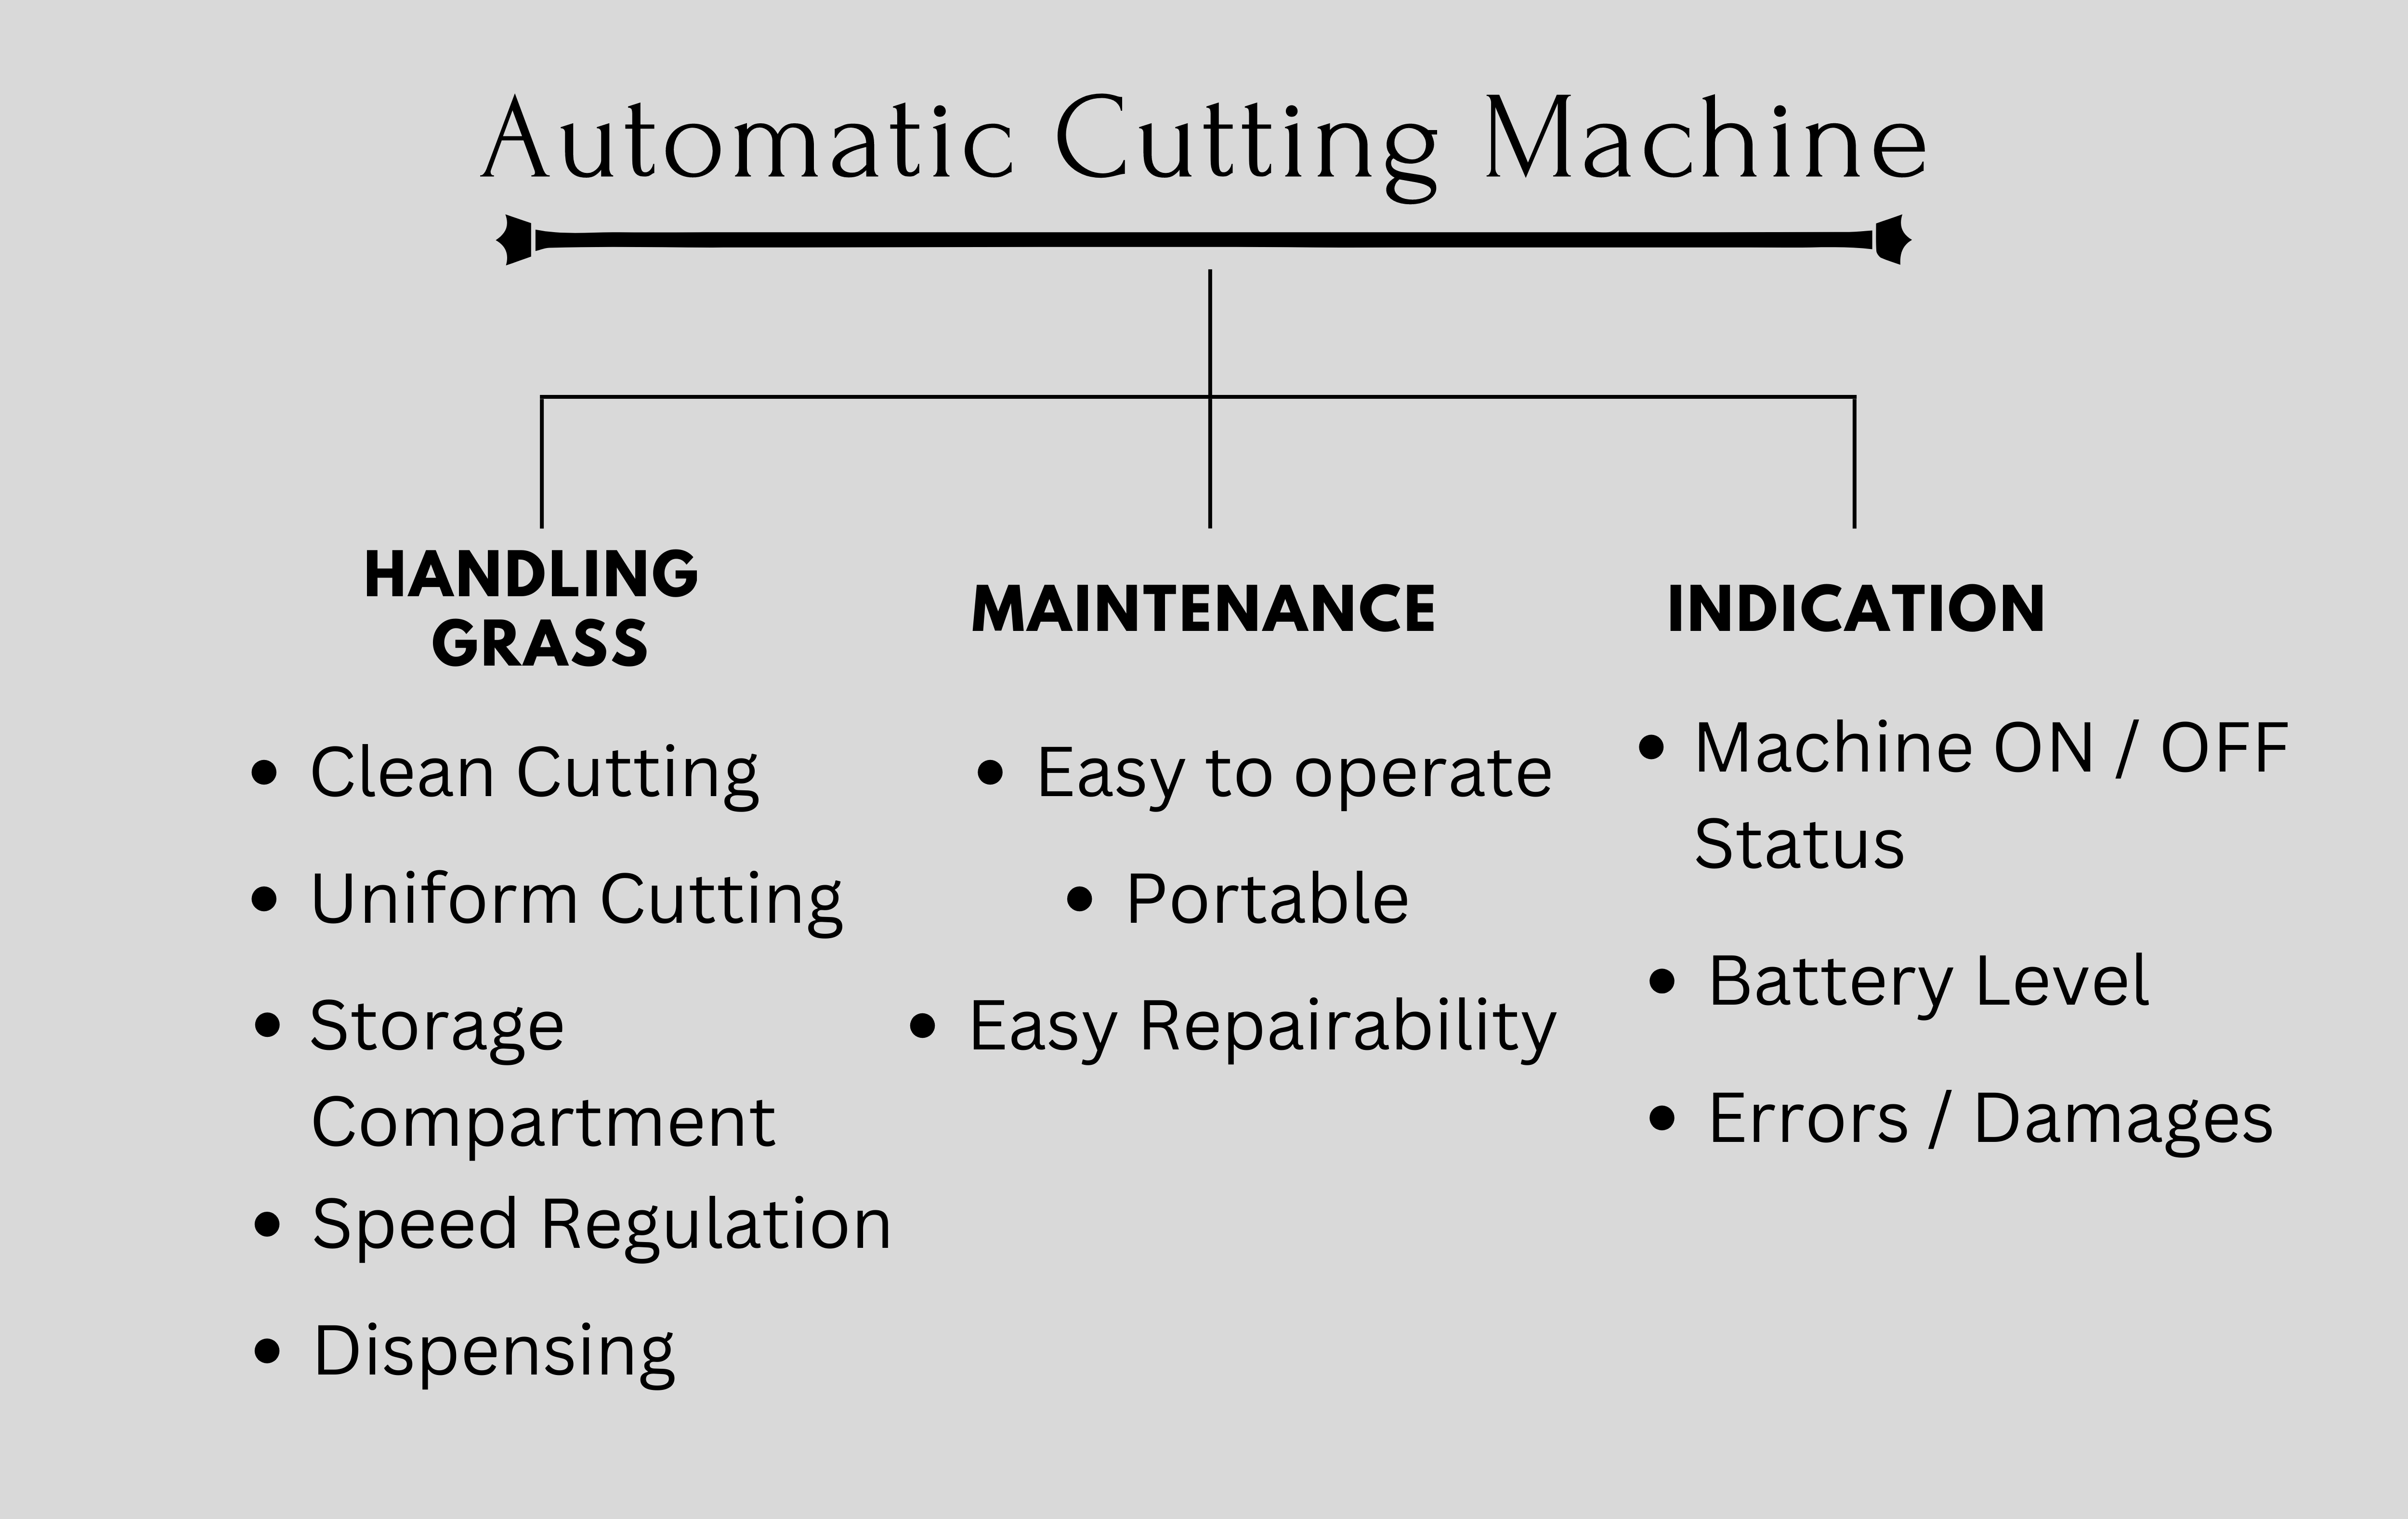 Automatic Cutting Machine
HANDLING
GRASS
• Clean Cutting
• Uniform Cutting
• Storage
Compartment
• Speed Regulation
• Dispensing
MAINTENANCE
• Easy to operate
• Portable
• Easy Repairability
INDICATION
• Machine ON / OFF
Status
• Battery Level
• Errors / Damages